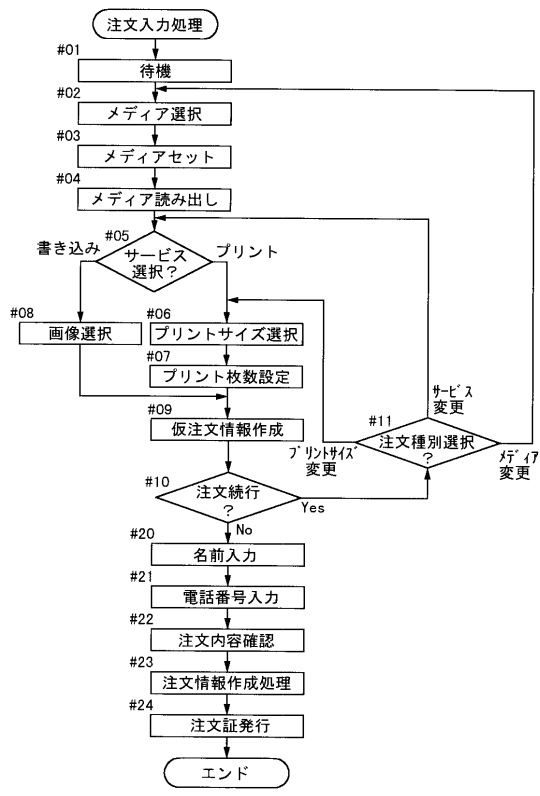 注文入力処理
#01
待機
#02
メディア選択
#03
メディアセット
#04
メディア読み出し
#05
サービス
選択?
書き込み
プリント
#08
画像選択
#06
プリントサイズ選択
#07
プリント枚数設定
#09
仮注文情報作成
#11
注文種別選択
?
ﾌﾟﾘﾝﾄｻｲｽﾞ
変更
ｻｰﾋﾞｽ
変更
ﾒﾃﾞｨｱ
変更
#10
注文続行
?
Yes
No
#20
名前入力
#21
電話番号入力
#22
注文内容確認
#23
注文情報作成処理
#24
注文証発行
エンド